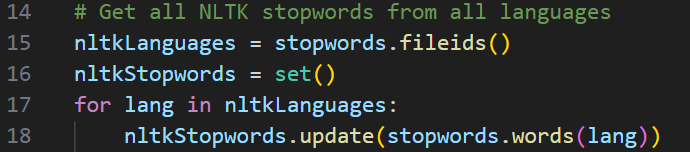 14 # Get all NLTK stopwords from all languages
15 nltkLanguages = stopwords.fileids()
16 nltkStopwords = set()
17 for lang in nltkLanguages:
18     nltkStopwords.update(stopwords.words(lang))